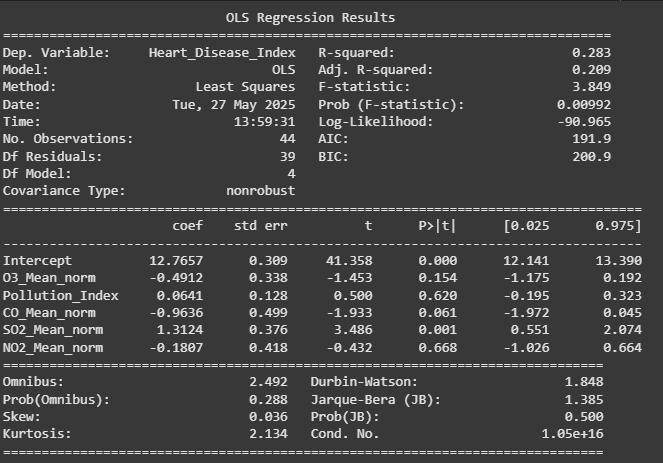 OLS Regression Results
==============================================================================
Dep. Variable:     Heart_Disease_Index   R-squared:                       0.283
Model:                             OLS   Adj. R-squared:                  0.209
Method:                  Least Squares   F-statistic:                     3.849
Date:                 Tue, 27 May 2025   Prob (F-statistic):            0.00992
Time:                         13:59:31   Log-Likelihood:                -90.965
No. Observations:                   44   AIC:                             191.9
Df Residuals:                       39   BIC:                             200.9
Df Model:                            4
Covariance Type:             nonrobust
==============================================================================
coef    std err          t      P>|t|      [0.025      0.975]
------------------------------------------------------------------------------
Intercept         12.7657      0.309     41.358      0.000      12.141      13.390
O3_Mean_norm      -0.4912      0.338     -1.453      0.154      -1.175       0.192
Pollution_Index    0.0641      0.128      0.500      0.620      -0.195       0.323
CO_Mean_norm      -0.9636      0.499     -1.933      0.061      -1.972       0.045
SO2_Mean_norm      1.3124      0.376      3.486      0.001       0.551       2.074
NO2_Mean_norm     -0.1807      0.418     -0.432      0.668      -1.026       0.664
==============================================================================
Omnibus:                        2.492   Durbin-Watson:                   1.848
Prob(Omnibus):                  0.288   Jarque-Bera (JB):                1.385
Skew:                           0.036   Prob(JB):                        0.500
Kurtosis:                       2.134   Cond. No.                     1.05e+16
==============================================================================